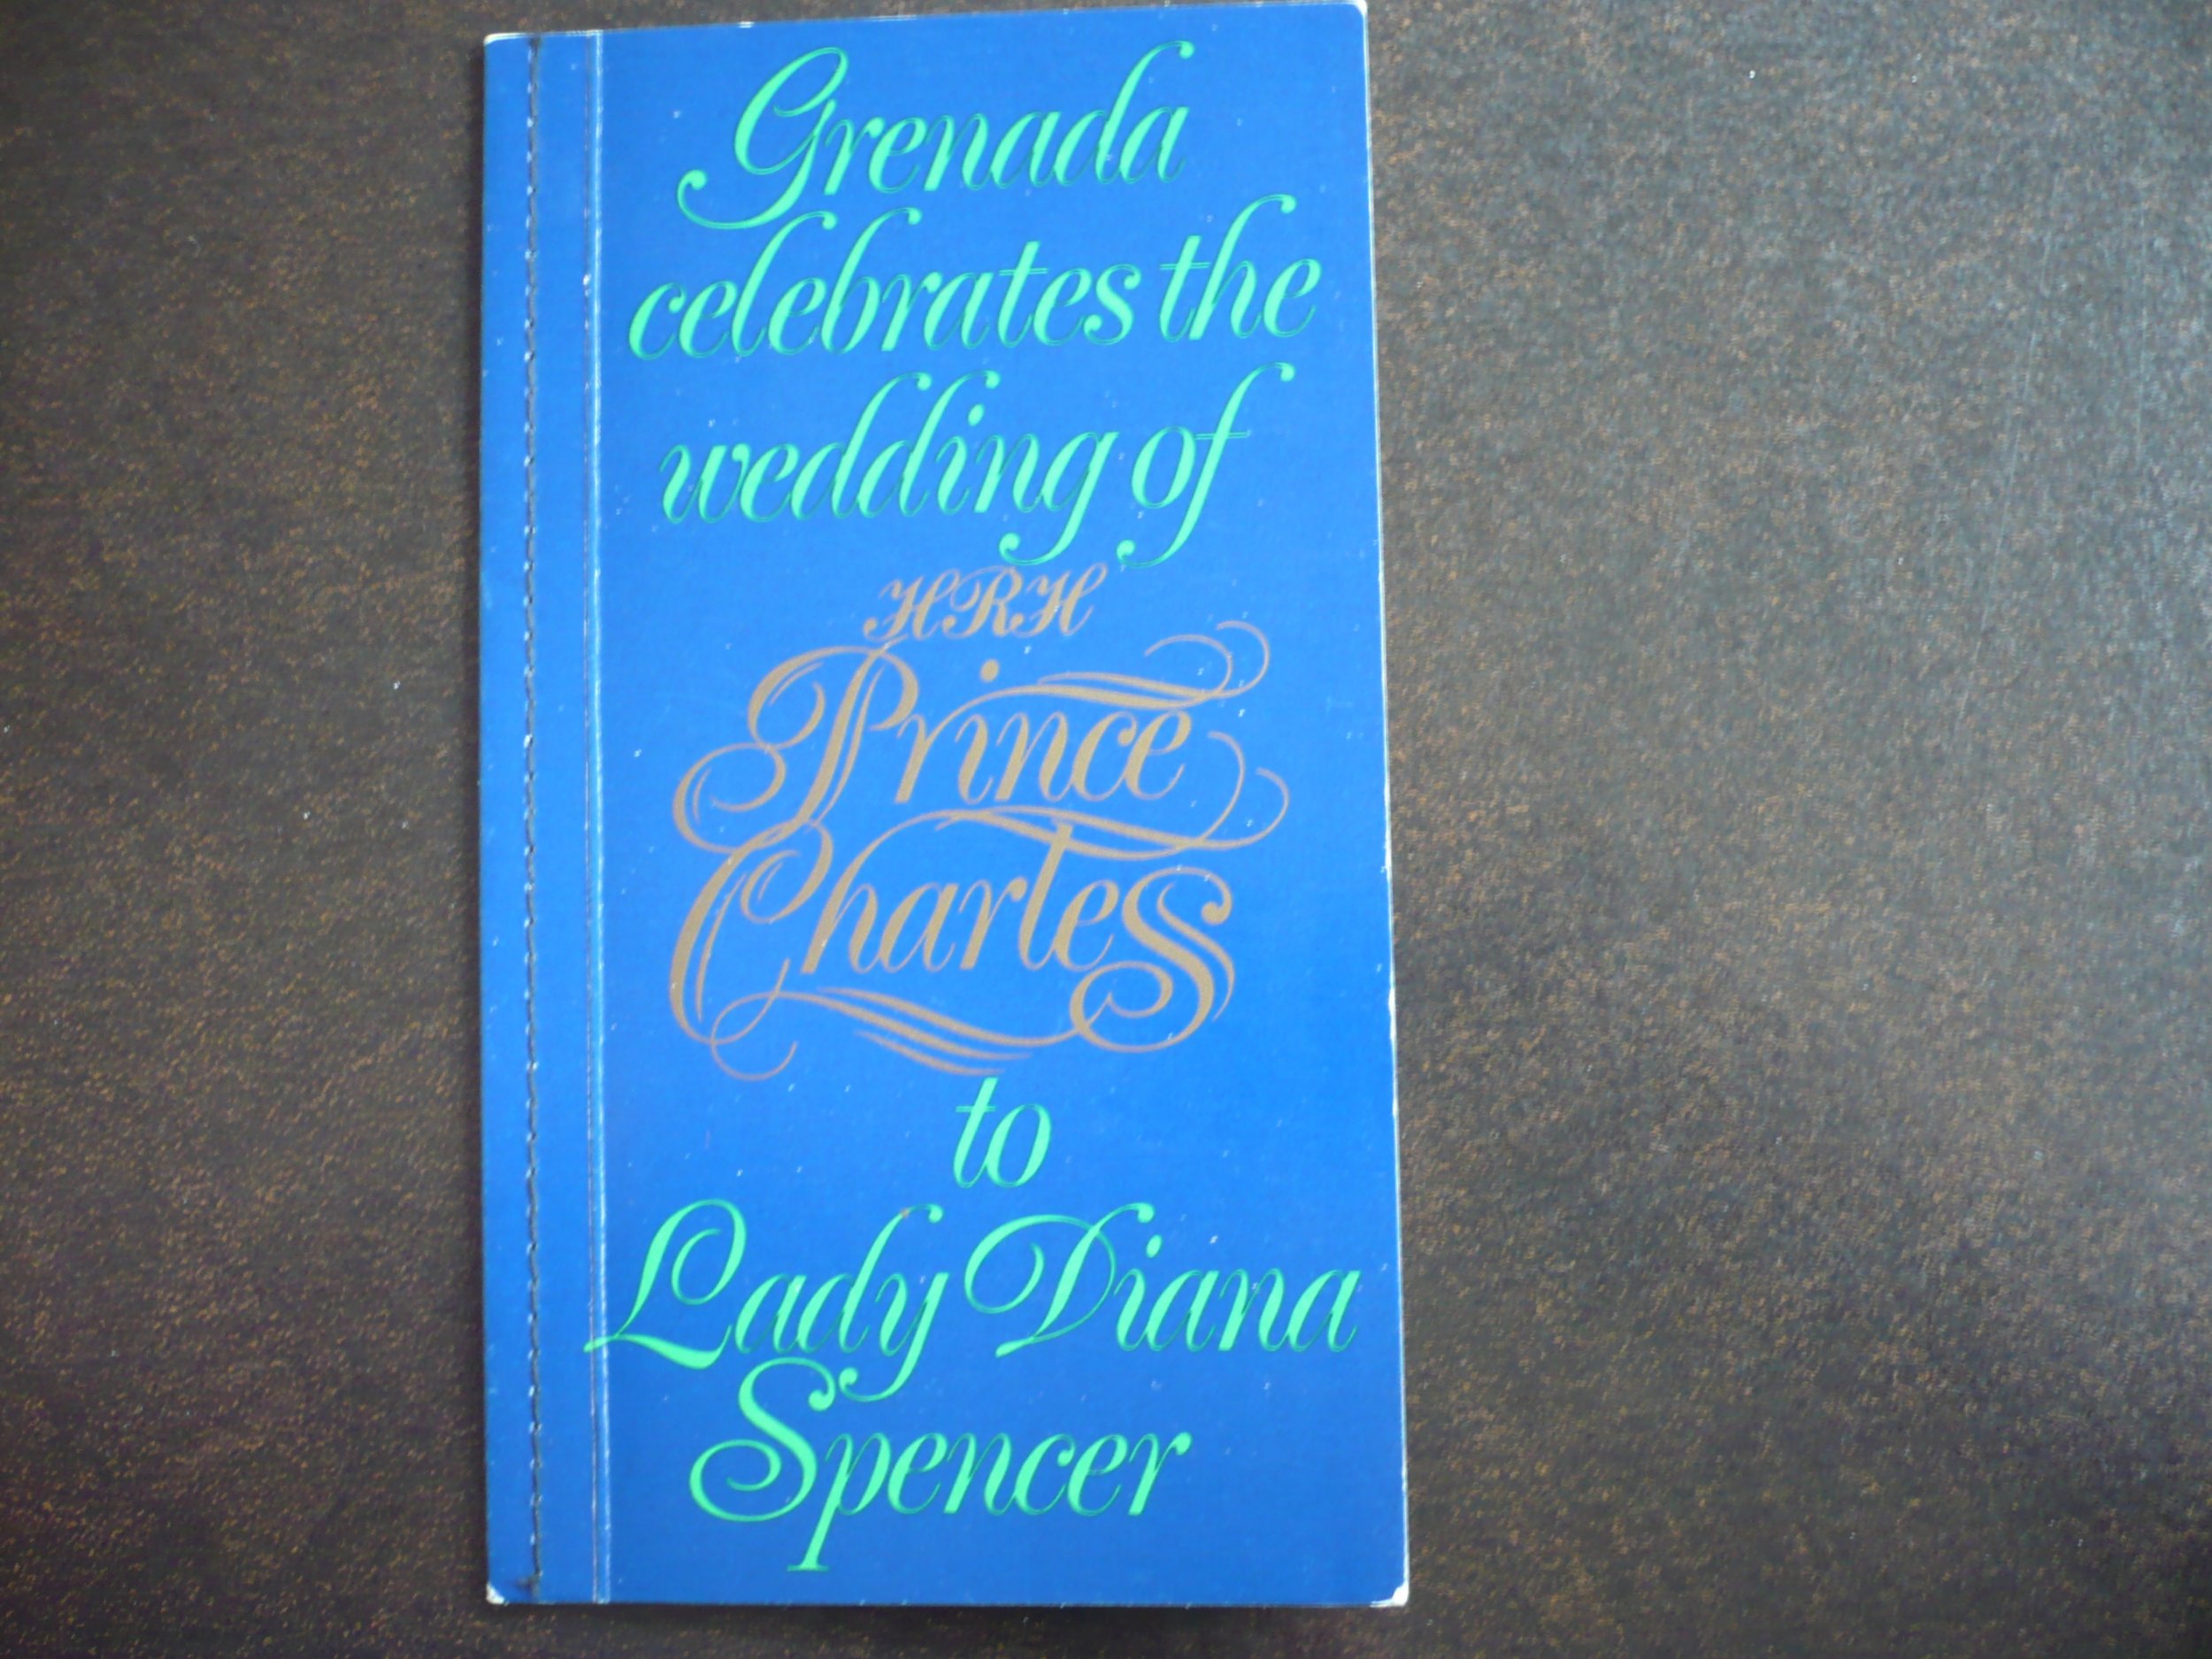 Grenada
celebrates the
wedding of
HRH
Prince
Charles
to
Lady Diana
Spencer